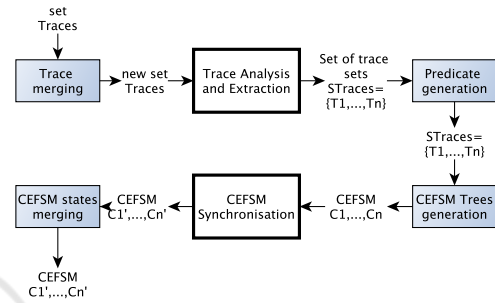 set
Traces
Trace
merging
new set
Traces
Trace Analysis
and Extraction
Set of trace
sets
STraces=
{T1,...,Tn}
Predicate
generation
STraces=
{T1,...,Tn}
CEFSM Trees
generation
CEFSM
C1,...,Cn
CEFSM
Synchronisation
CEFSM
C1',...,Cn'
CEFSM states
merging
CEFSM
C1',...,Cn'